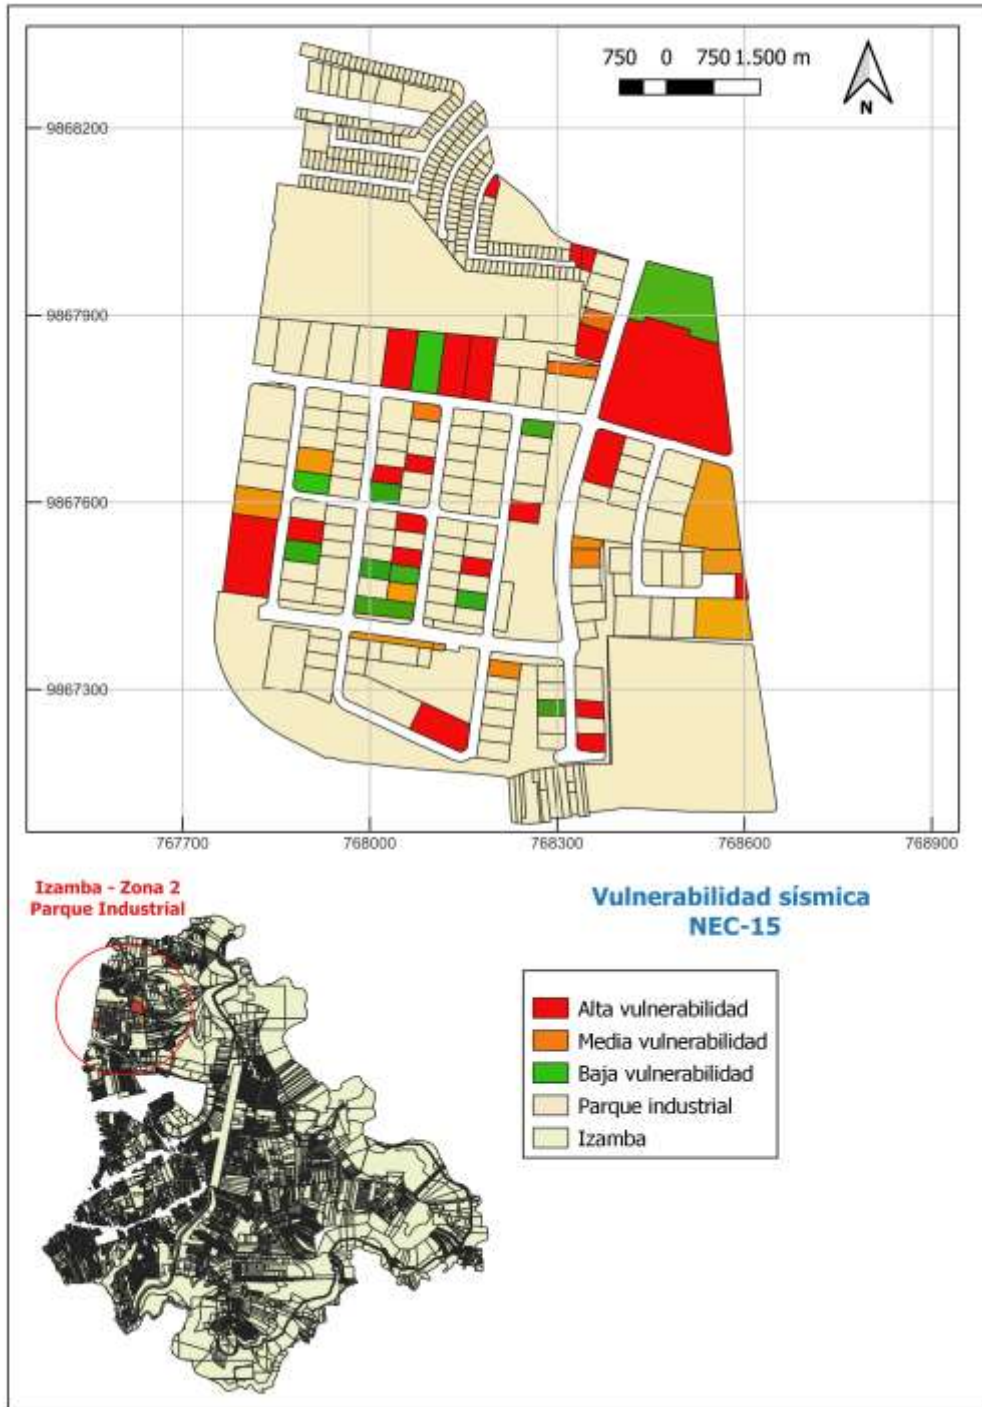 750 0 750 1.500 m
N
9868200
9867900
9867600
9867300
767700 768000 768300 768600 768900
Izamba - Zona 2
Parque Industrial
Vulnerabilidad sísmica
NEC-15
Alta vulnerabilidad
Media vulnerabilidad
Baja vulnerabilidad
Parque industrial
Izamba